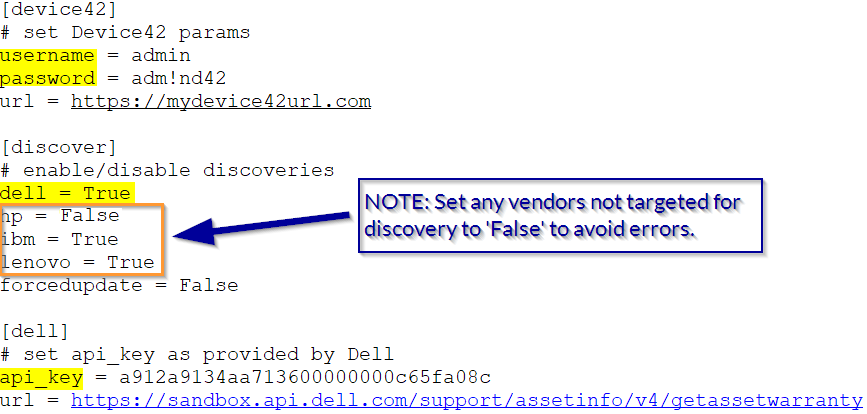 [device42]
# set Device42 params
username = admin
password = adm!nd42
url = https://mydevice42url.com
[discover]
# enable/disable discoveries
dell = True
hp = False
ibm = True
lenovo = True
forcedupdate = False
NOTE: Set any vendors not targeted for
discovery to 'False' to avoid errors.
[dell]
# set api_key as provided by Dell
api_key = a912a9134aa713600000000c65fa08c
url = https://sandbox.api.dell.com/support/assetinfo/v4/getassetwarranty